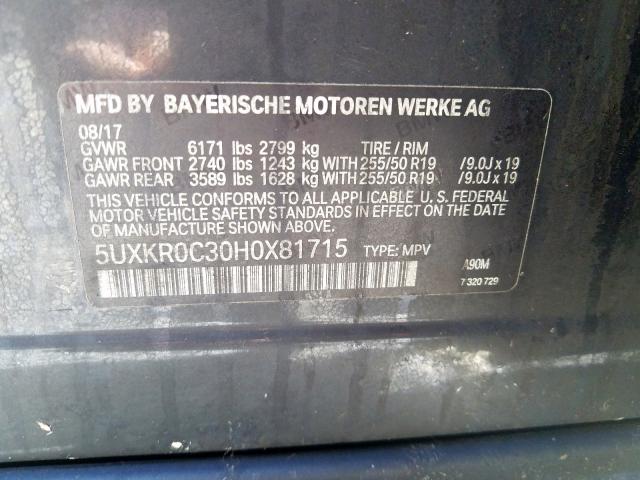 MFD BY BAYERISCHE MOTOREN WERKE AG
08/17
GVWR 6171 lbs 2799 kg TIRE / RIM
GAWR FRONT 2740 lbs 1243 kg WITH 255/50 R19 /9.0J x 19
GAWR REAR 3589 lbs 1628 kg WITH 255/50 R19 /9.0J x 19
THIS VEHICLE CONFORMS TO ALL APPLICABLE U. S. FEDERAL
MOTOR VEHICLE SAFETY STANDARDS IN EFFECT ON THE DATE
OF MANUFACTURE SHOWN ABOVE.
5UXKR0C30H0X81715 TYPE: MPV
A90M
7 320 729